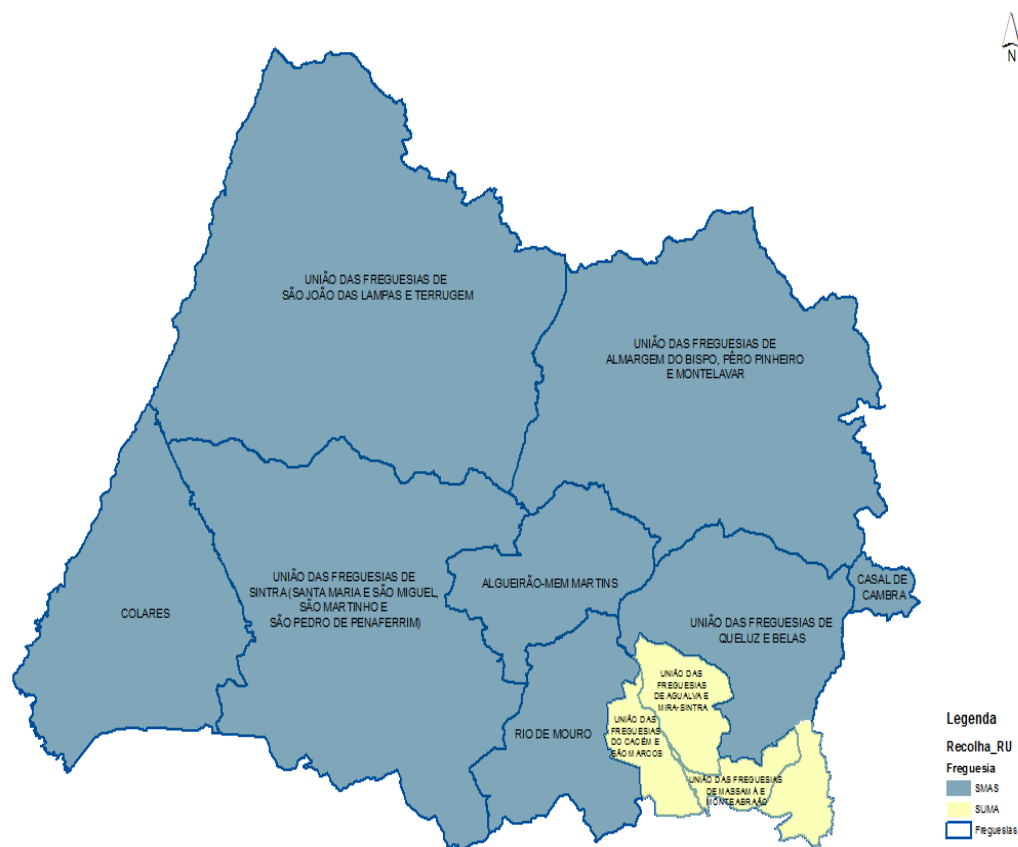 N
UNIÃO DAS FREGUESIAS DE
SÃO JOÃO DAS LAMPAS E TERRUGEM
UNIÃO DAS FREGUESIAS DE
ALMARGEM DO BISPO, PÊRO PINHEIRO
E MONTELAVAR
ALGUEIRÃO-MEM MARTINS
CASAL DE
CAMBRA
UNIÃO DAS FREGUESIAS DE
SINTRA (SANTA MARIA E SÃO MIGUEL,
SÃO MARTINHO E
SÃO PEDRO DE PENAFERRIM)
COLARES
UNIÃO DAS FREGUESIAS DE
QUELUZ E BELAS
UNIÃO DAS
FREGUESIAS
DE AGUALVA E
MIRA-SINTRA
RIO DE MOURO
UNIÃO DAS
FREGUESIAS
DO CACÉM E
SÃO MARCOS
UNIÃO DAS FREGUESIAS
DE MASSAMÁ E
MONTE ABRAÃO
Legenda
Recolha_RU
Freguesia
SMAS
SUMA
Freguesias